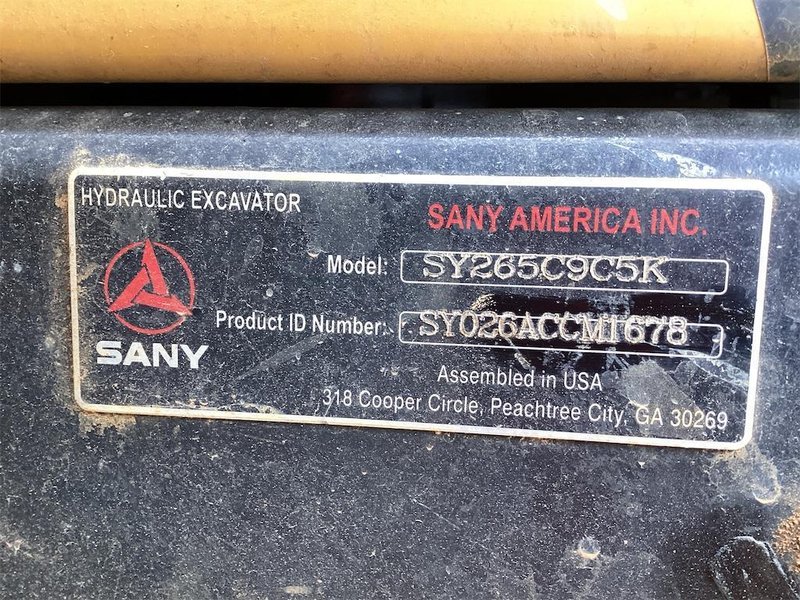 HYDRAULIC EXCAVATOR
SANY AMERICA INC.
Model: SY265C9C5K
Product ID Number: SY026ACCM1678
SANY
Assembled in USA
318 Cooper Circle, Peachtree City, GA 30269